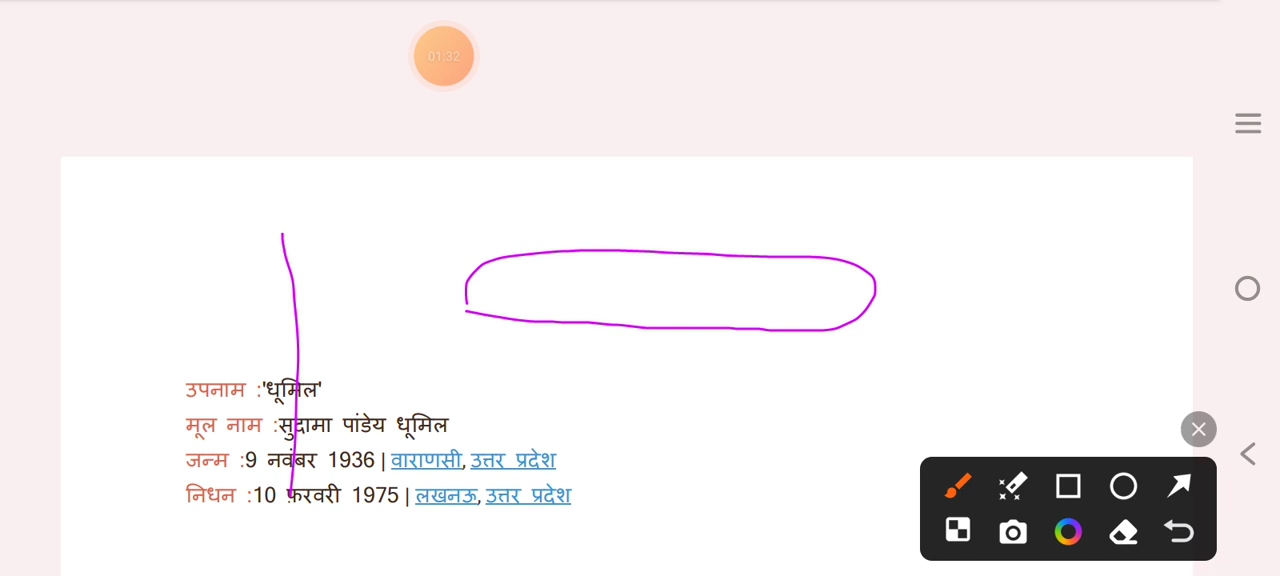 01:32
उपनाम :'धूमिल'
मूल नाम :सुदामा पांडेय धूमिल
जन्म :9 नवंबर 1936 | वाराणसी, उत्तर प्रदेश
निधन :10 फ़रवरी 1975 | लखनऊ, उत्तर प्रदेश